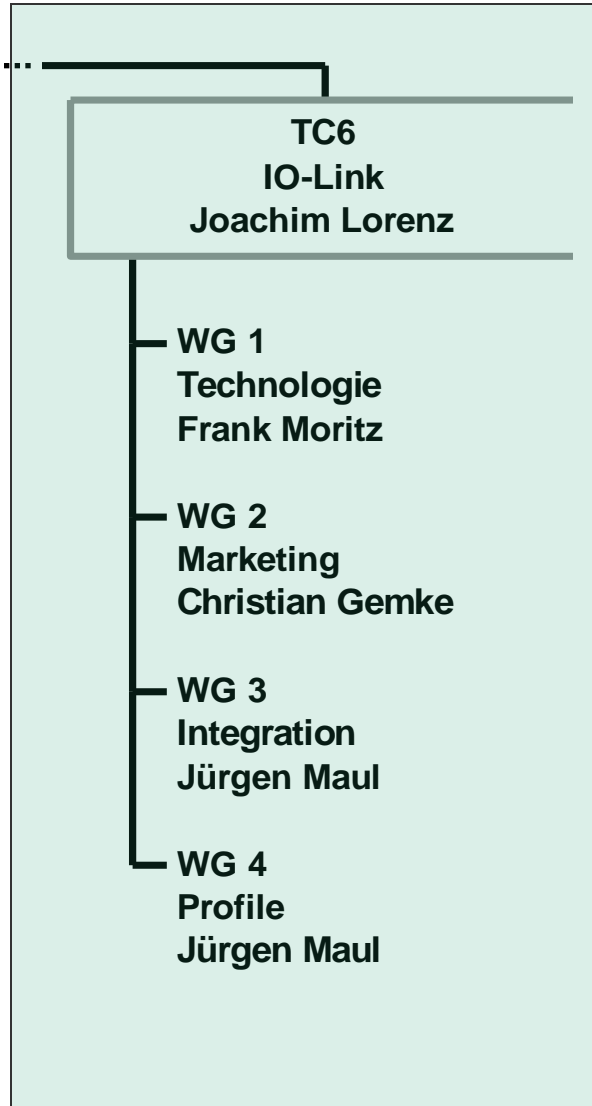 TC6
IO-Link
Joachim Lorenz
WG 1
Technologie
Frank Moritz
WG 2
Marketing
Christian Gemke
WG 3
Integration
Jürgen Maul
WG 4
Profile
Jürgen Maul